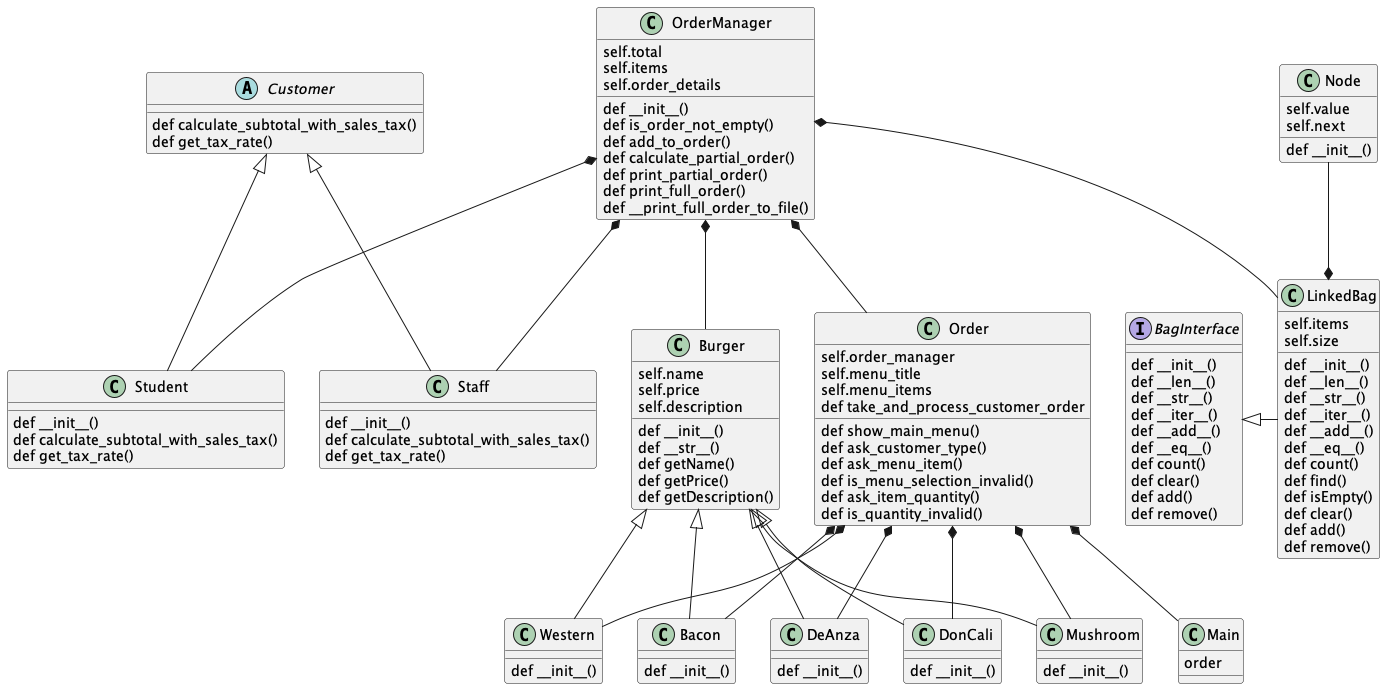 C OrderManager
self.total
self.items
self.order_details
def __init__()
def is_order_not_empty()
def add_to_order()
def calculate_partial_order()
def print_partial_order()
def print_full_order()
def __print_full_order_to_file()
A Customer
def calculate_subtotal_with_sales_tax()
def get_tax_rate()
C Node
self.value
self.next
def __init__()
C Student
def __init__()
def calculate_subtotal_with_sales_tax()
def get_tax_rate()
C Staff
def __init__()
def calculate_subtotal_with_sales_tax()
def get_tax_rate()
C Burger
self.name
self.price
self.description
def __init__()
def __str__()
def getName()
def getPrice()
def getDescription()
C Order
self.order_manager
self.menu_title
self.menu_items
def take_and_process_customer_order
def show_main_menu()
def ask_customer_type()
def ask_menu_item()
def is_menu_selection_invalid()
def ask_item_quantity()
def is_quantity_invalid()
I BagInterface
def __init__()
def __len__()
def __str__()
def __iter__()
def __add__()
def __eq__()
def count()
def clear()
def add()
def remove()
C LinkedBag
self.items
self.size
def __init__()
def __len__()
def __str__()
def __iter__()
def __add__()
def __eq__()
def count()
def find()
def isEmpty()
def clear()
def add()
def remove()
C Western
def __init__()
C Bacon
def __init__()
C DeAnza
def __init__()
C DonCali
def __init__()
C Mushroom
def __init__()
C Main
order